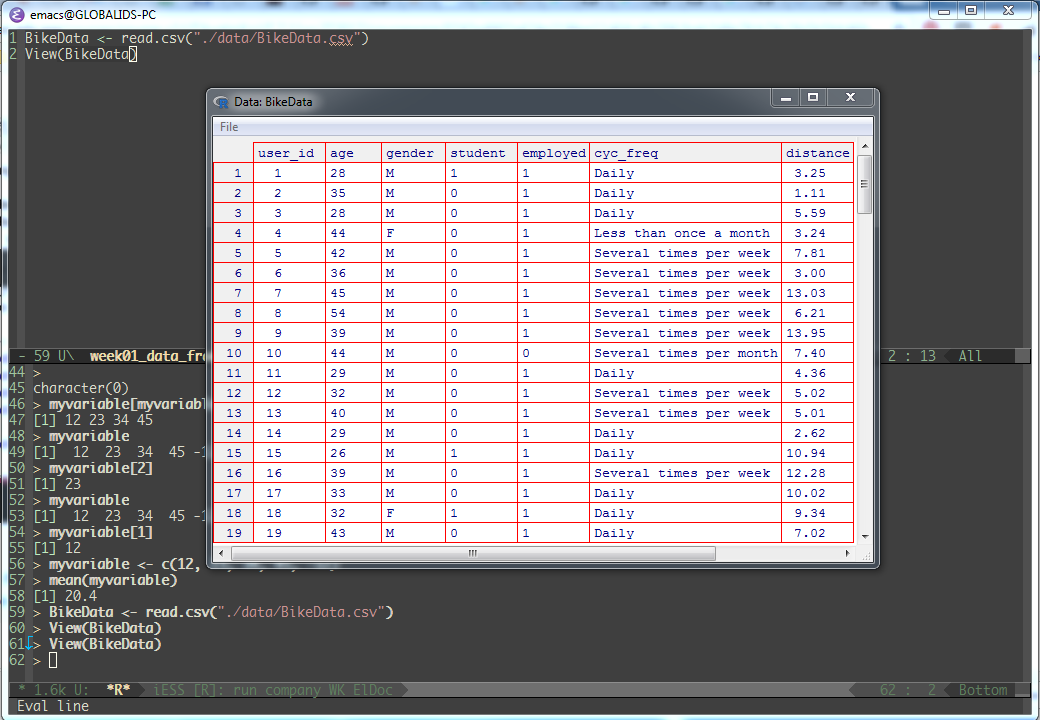 emacs@GLOBALIDS-PC
1 BikeData <- read.csv("./data/BikeData.csv")
2 View(BikeData)
Data: BikeData
File
user_id age gender student employed cyc_freq distance
1 1 28 M 1 1 Daily 3.25
2 2 35 M 0 1 Daily 1.11
3 3 28 M 0 1 Daily 5.59
4 4 44 F 0 1 Less than once a month 3.24
5 5 42 M 0 1 Several times per week 7.81
6 6 36 M 0 1 Several times per week 3.00
7 7 45 M 0 1 Several times per week 13.03
8 8 54 M 0 1 Several times per week 6.21
9 9 39 M 0 1 Several times per week 13.95
10 10 44 M 0 0 Several times per month 7.40
11 11 29 M 0 1 Daily 4.36
12 12 32 M 0 1 Several times per week 5.02
13 13 40 M 0 1 Several times per week 5.01
14 14 29 M 0 1 Daily 2.62
15 15 26 M 1 1 Daily 10.94
16 16 39 M 0 1 Several times per week 12.28
17 17 33 M 0 1 Daily 10.02
18 18 32 F 1 1 Daily 9.34
19 19 43 M 0 1 Daily 7.02
- 59 U\ week01_data_fr 2 : 13 All
44 >
45 character(0)
46 > myvariable[myvariabl
47 [1] 12 23 34 45
48 > myvariable
49 [1] 12 23 34 45 -1
50 > myvariable[2]
51 [1] 23
52 > myvariable
53 [1] 12 23 34 45 -1
54 > myvariable[1]
55 [1] 12
56 > myvariable <- c(12,
57 > mean(myvariable)
58 [1] 20.4
59 > BikeData <- read.csv("./data/BikeData.csv")
60 > View(BikeData)
61 > View(BikeData)
62 >
* 1.6k U: *R* iESS [R]: run company WK ElDoc 62 : 2 Bottom
Eval line